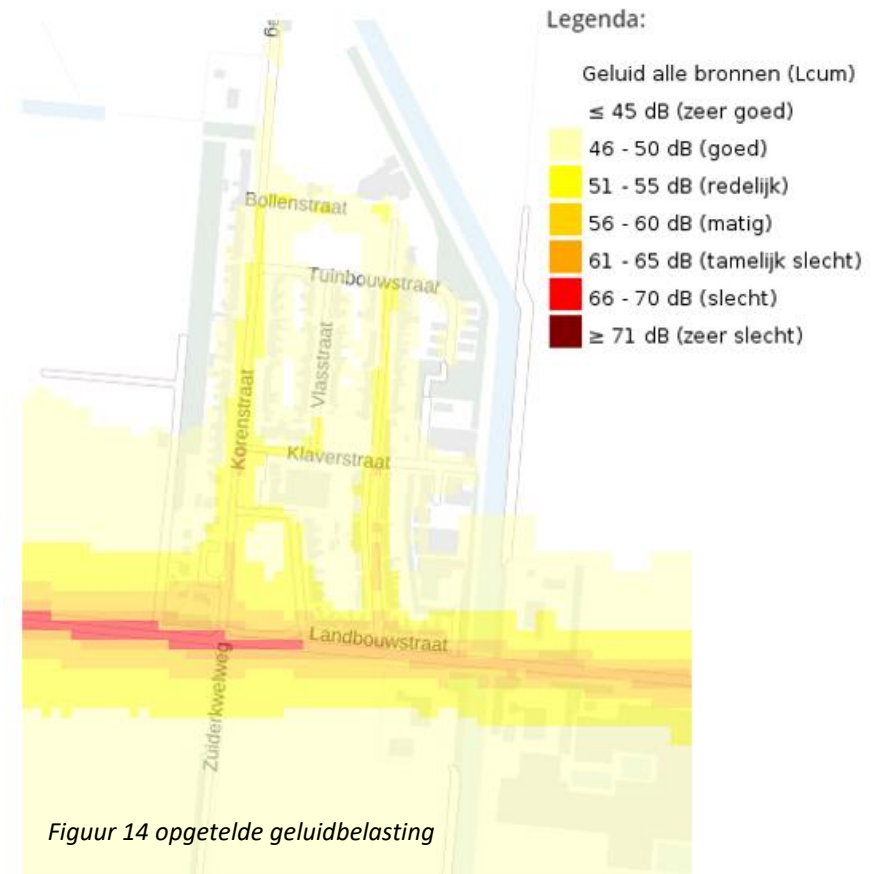 Legenda:
Geluid alle bronnen (Lcum)
≤ 45 dB (zeer goed)
46 - 50 dB (goed)
51 - 55 dB (redelijk)
56 - 60 dB (matig)
61 - 65 dB (tamelijk slecht)
66 - 70 dB (slecht)
≥ 71 dB (zeer slecht)
Bollenstraat
Tuinbouwstraat
Vlasstraat
Korenstraat
Klaverstraat
Landbouwstraat
Zuiderkwelweg
Figuur 14 opgetelde geluidbelasting